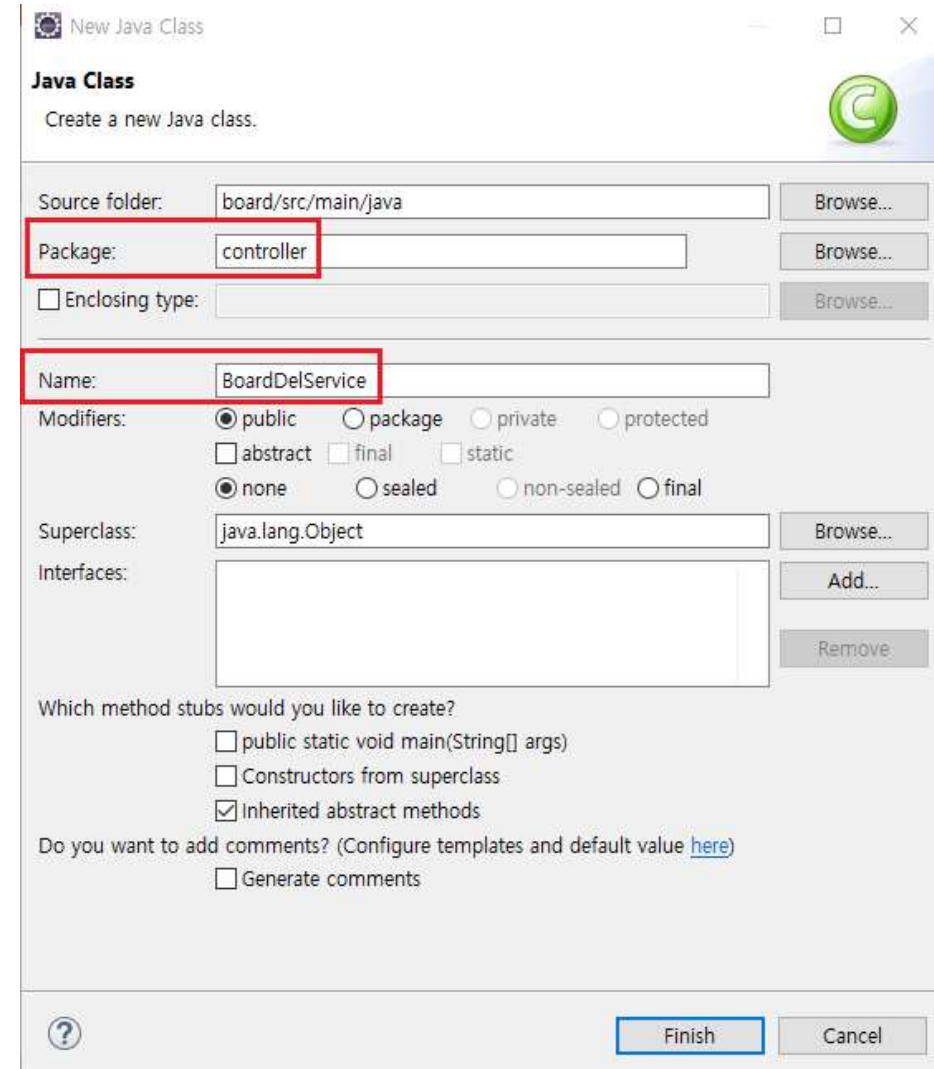 New Java Class
Java Class
Create a new Java class.
Source folder: board/src/main/java Browse...
Package: controller Browse...
Enclosing type: Browse...
Name: BoardDelService
Modifiers: public package private protected
abstract final static
none sealed non-sealed final
Superclass: java.lang.Object Browse...
Interfaces: Add...
Remove
Which method stubs would you like to create?
public static void main(String[] args)
Constructors from superclass
Inherited abstract methods
Do you want to add comments? (Configure templates and default value here)
Generate comments
? Finish Cancel